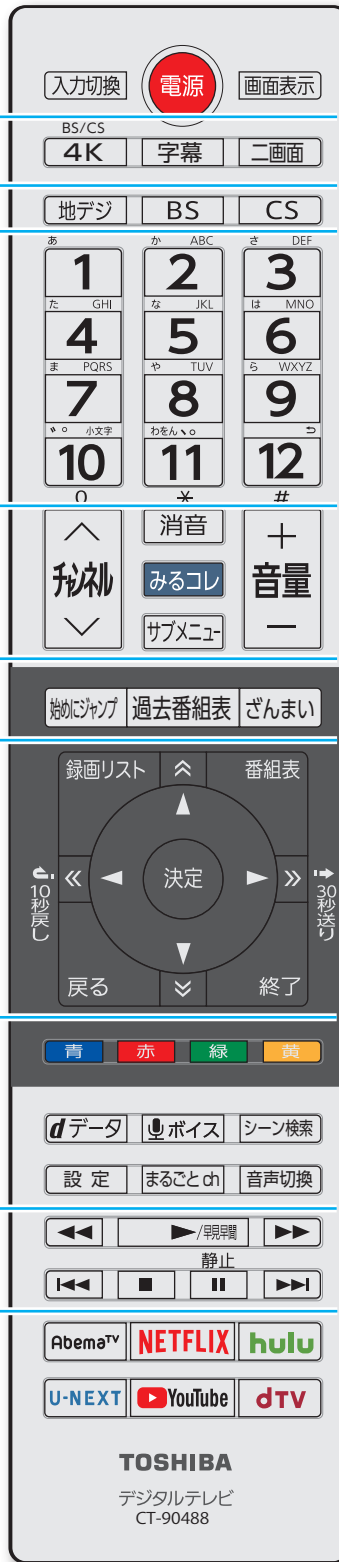 入力切換 電源 画面表示
BS/CS
4K 字幕 二画面
地デジ BS CS
あ か ABC さ DEF
1 2 3
た GHI な JKL は MNO
4 5 6
ま PQRS や TUV ら WXYZ
7 8 9
゛゜ 小文字 わをん、。
10 11 12
0 * #
消音
チャンネル みるコレ + 音量 -
サブメニュー
始めにジャンプ 過去番組表 ざんまい
録画リスト 番組表
10秒戻し 決定 30秒送り
戻る 終了
青 赤 緑 黄
dデータ ボイス シーン検索
設定 まるごとch 音声切換
/早見早聞
静止
AbemaTV NETFLIX hulu
U-NEXT YouTube dTV
TOSHIBA
デジタルテレビ
CT-90488